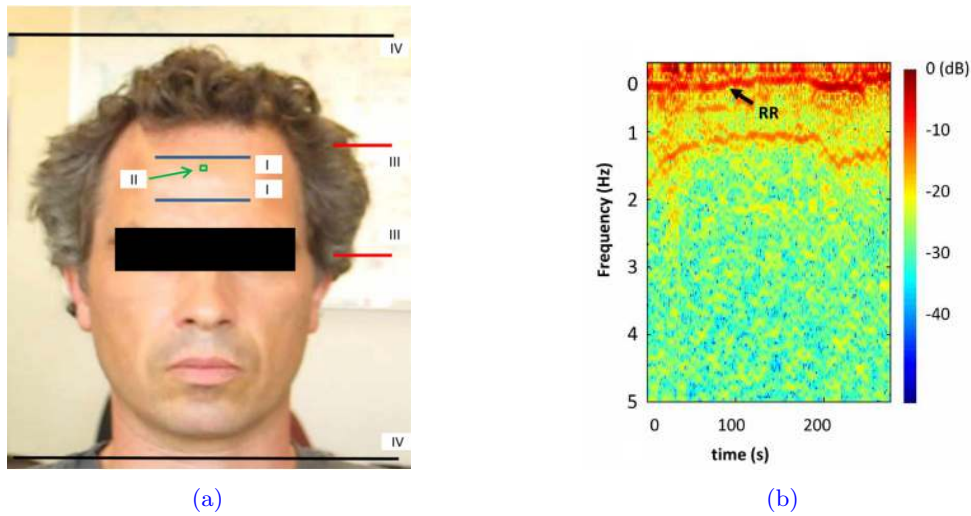 IV
III
I
II
I
III
IV
(a)
0 (dB)
0
RR
-10
1
Frequency (Hz)
2
-20
3
-30
4
-40
5
0 100 200
time (s)
(b)